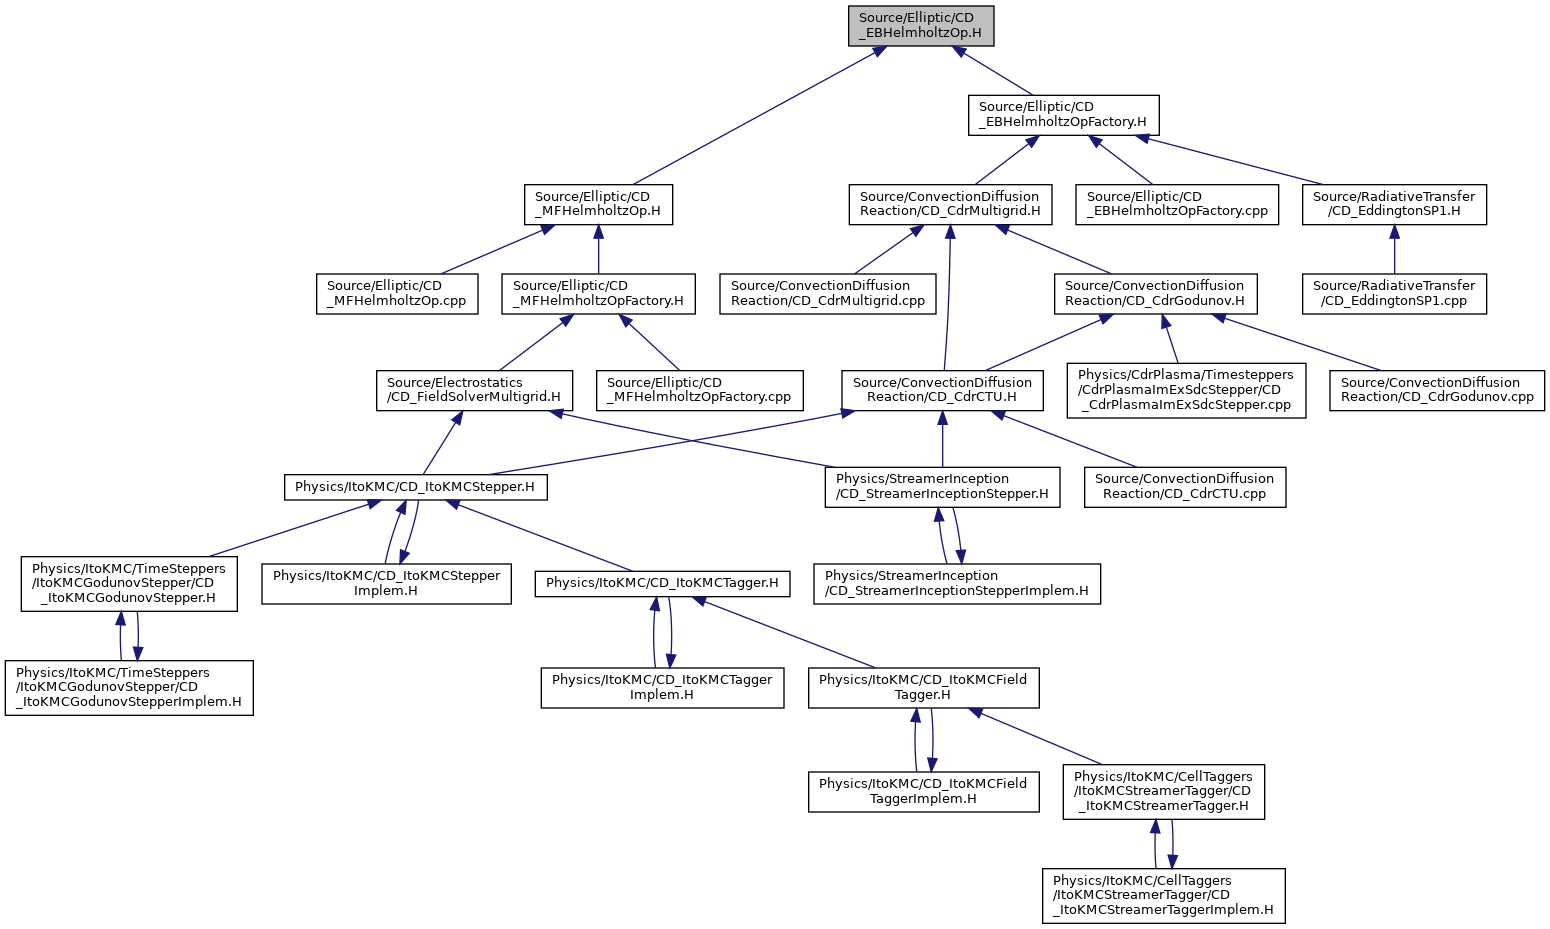 Source/Elliptic/CD
_EBHelmholtzOp.H
Source/Elliptic/CD
_EBHelmholtzOpFactory.H
Source/Elliptic/CD
_MFHelmholtzOp.H
Source/ConvectionDiffusion
Reaction/CD_CdrMultigrid.H
Source/Elliptic/CD
_EBHelmholtzOpFactory.cpp
Source/RadiativeTransfer
/CD_EddingtonSP1.H
Source/Elliptic/CD
_MFHelmholtzOp.cpp
Source/Elliptic/CD
_MFHelmholtzOpFactory.H
Source/ConvectionDiffusion
Reaction/CD_CdrMultigrid.cpp
Source/ConvectionDiffusion
Reaction/CD_CdrGodunov.H
Source/RadiativeTransfer
/CD_EddingtonSP1.cpp
Source/Electrostatics
/CD_FieldSolverMultigrid.H
Source/Elliptic/CD
_MFHelmholtzOpFactory.cpp
Source/ConvectionDiffusion
Reaction/CD_CdrCTU.H
Physics/CdrPlasma/Timesteppers
/CdrPlasmaImExSdcStepper/CD
_CdrPlasmaImExSdcStepper.cpp
Source/ConvectionDiffusion
Reaction/CD_CdrGodunov.cpp
Physics/ItoKMC/CD_ItoKMCStepper.H
Physics/StreamerInception
/CD_StreamerInceptionStepper.H
Source/ConvectionDiffusion
Reaction/CD_CdrCTU.cpp
Physics/ItoKMC/TimeSteppers
/ItoKMCGodunovStepper/CD
_ItoKMCGodunovStepper.H
Physics/ItoKMC/CD_ItoKMCStepper
Implem.H
Physics/ItoKMC/CD_ItoKMCTagger.H
Physics/StreamerInception
/CD_StreamerInceptionStepperImplem.H
Physics/ItoKMC/TimeSteppers
/ItoKMCGodunovStepper/CD
_ItoKMCGodunovStepperImplem.H
Physics/ItoKMC/CD_ItoKMCTagger
Implem.H
Physics/ItoKMC/CD_ItoKMCField
Tagger.H
Physics/ItoKMC/CD_ItoKMCField
TaggerImplem.H
Physics/ItoKMC/CellTaggers
/ItoKMCStreamerTagger/CD
_ItoKMCStreamerTagger.H
Physics/ItoKMC/CellTaggers
/ItoKMCStreamerTagger/CD
_ItoKMCStreamerTaggerImplem.H